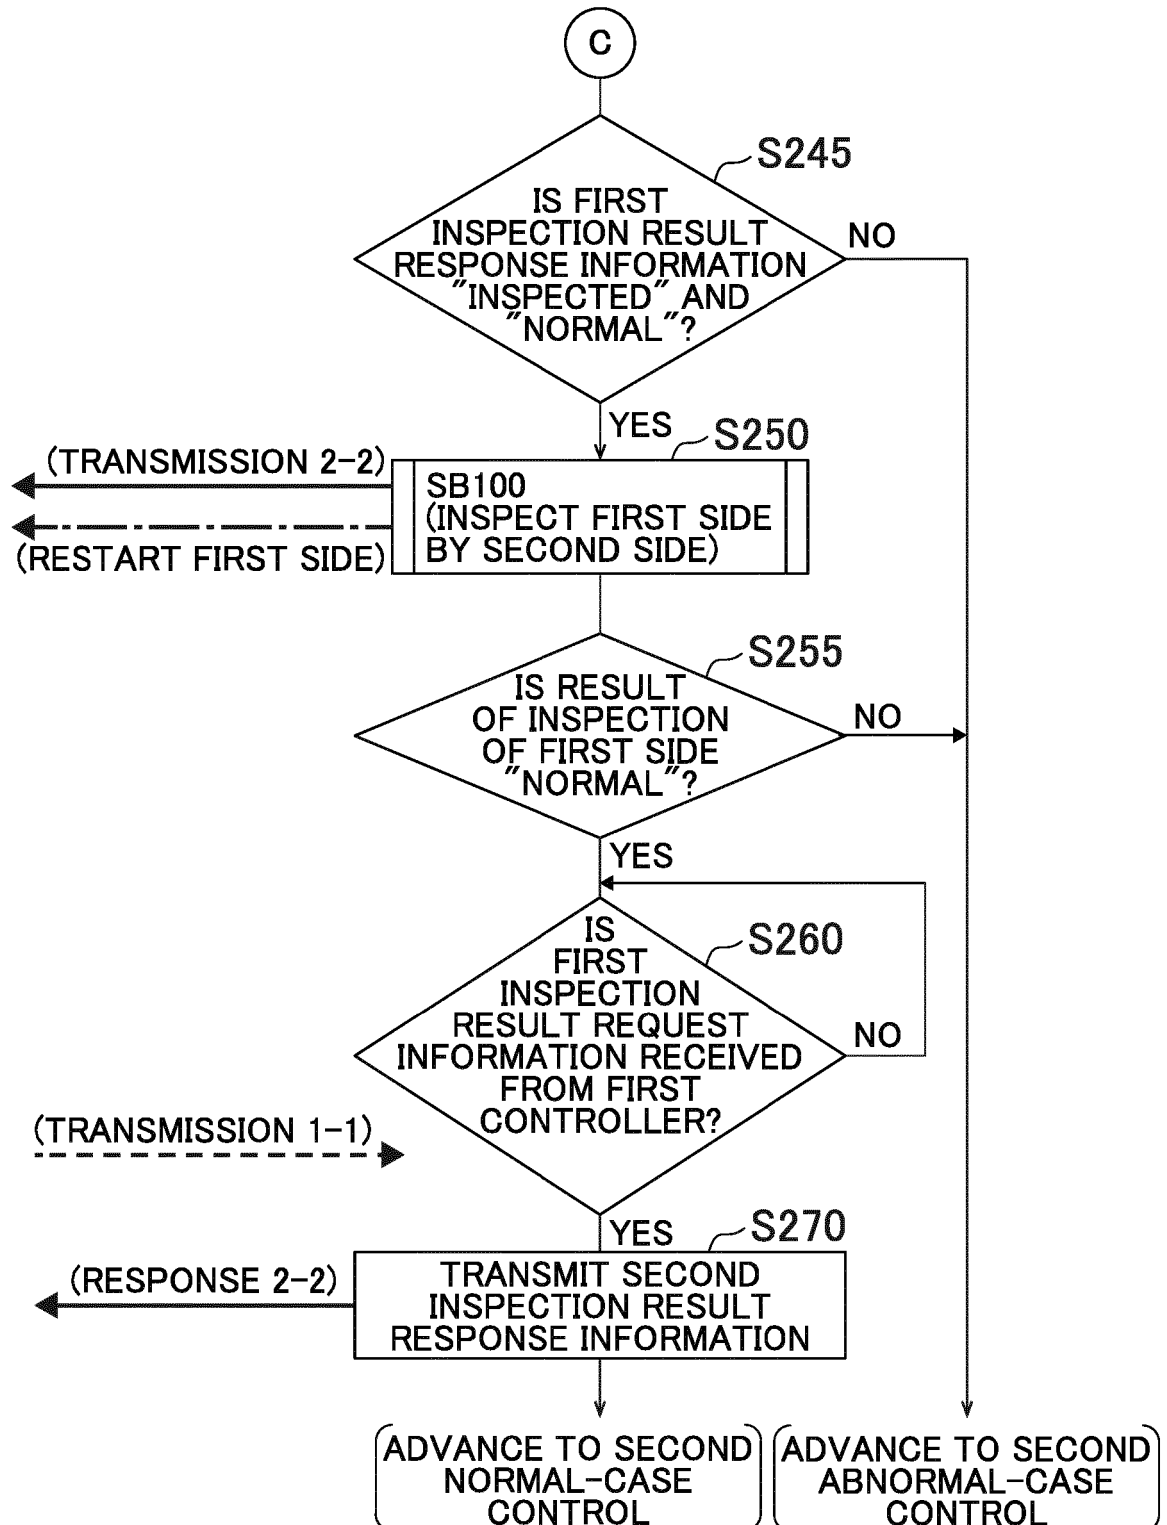 C
S245
IS FIRST
INSPECTION RESULT
RESPONSE INFORMATION
"INSPECTED" AND
"NORMAL"?
NO
YES
S250
(TRANSMISSION 2-2)
SB100
(INSPECT FIRST SIDE
BY SECOND SIDE)
(RESTART FIRST SIDE)
S255
IS RESULT
OF INSPECTION
OF FIRST SIDE
"NORMAL"?
NO
YES
S260
IS
FIRST
INSPECTION
RESULT REQUEST
INFORMATION RECEIVED
FROM FIRST
CONTROLLER?
NO
(TRANSMISSION 1-1)
YES
S270
(RESPONSE 2-2)
TRANSMIT SECOND
INSPECTION RESULT
RESPONSE INFORMATION
ADVANCE TO SECOND
NORMAL-CASE
CONTROL
ADVANCE TO SECOND
ABNORMAL-CASE
CONTROL